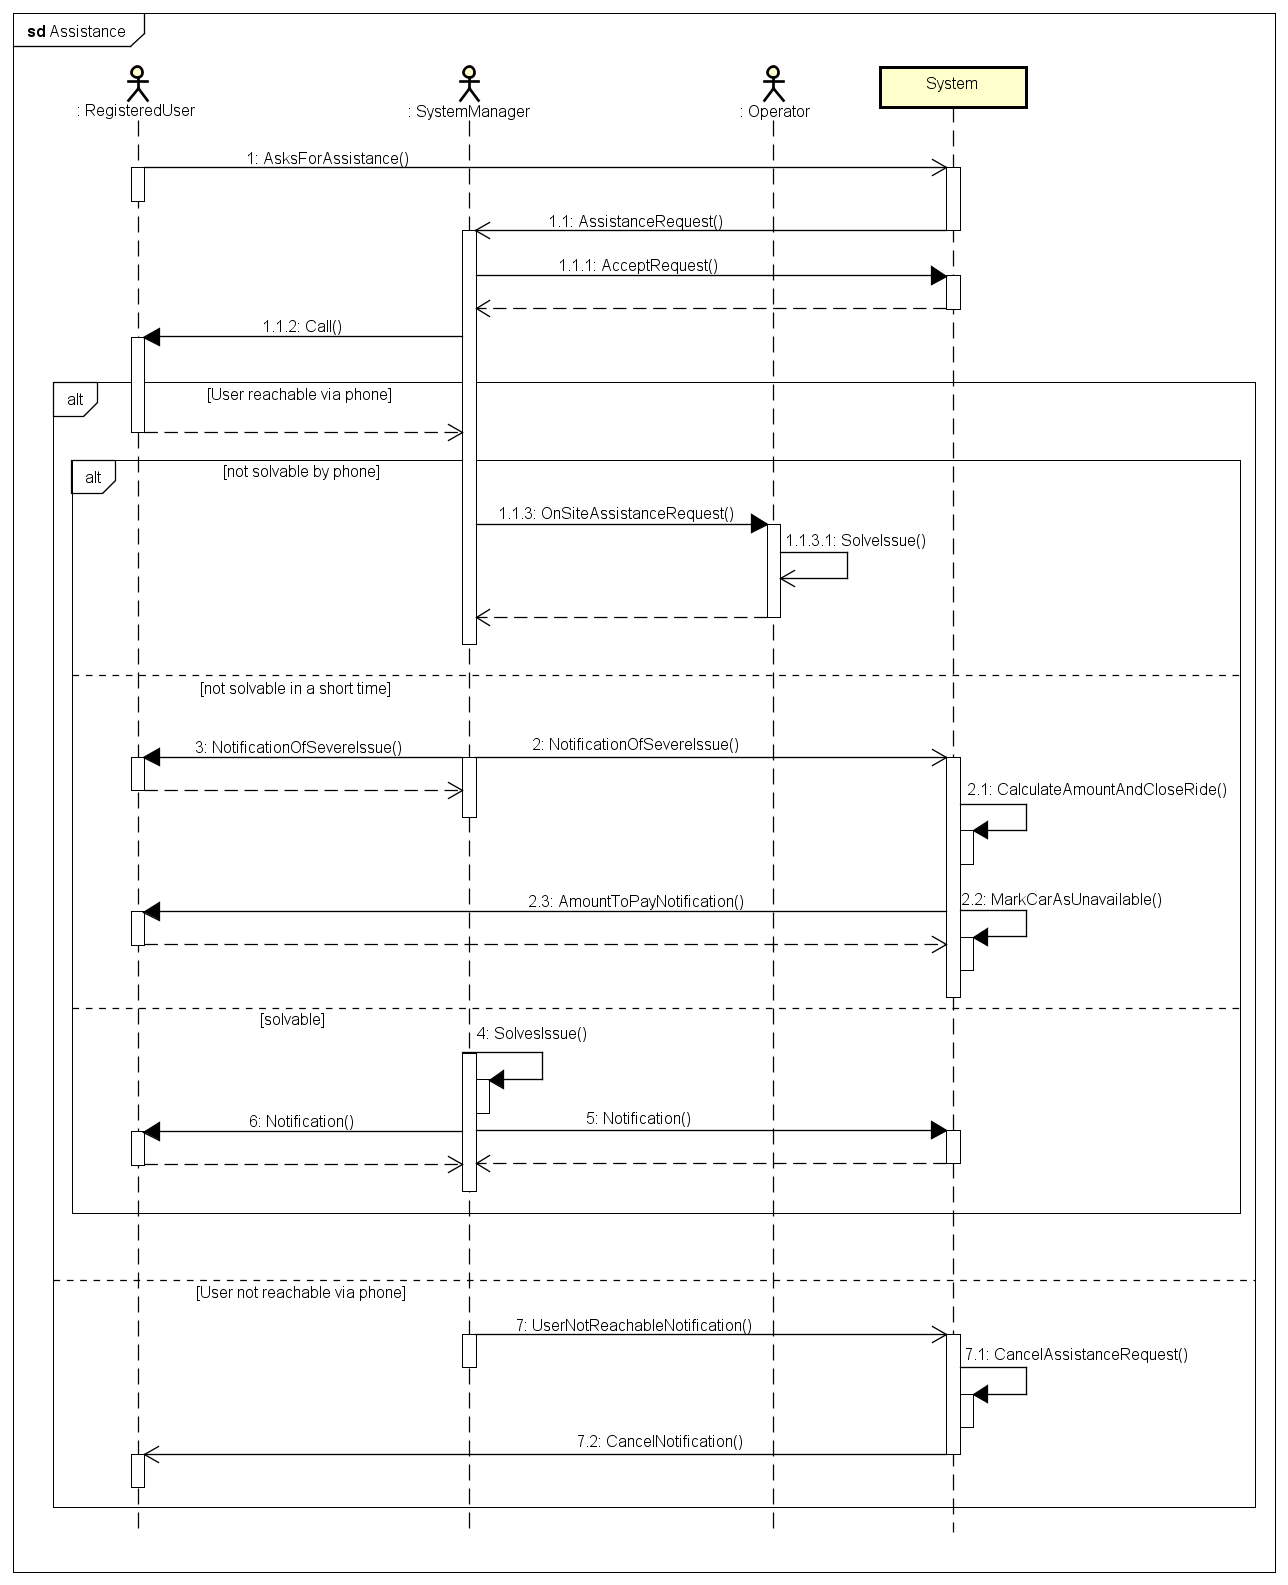 sd Assistance
: RegisteredUser
: SystemManager
: Operator
System
1: AsksForAssistance()
1.1: AssistanceRequest()
1.1.1: AcceptRequest()
1.1.2: Call()
alt
[User reachable via phone]
alt
[not solvable by phone]
1.1.3: OnSiteAssistanceRequest()
1.1.3.1: SolveIssue()
[not solvable in a short time]
3: NotificationOfSevereIssue()
2: NotificationOfSevereIssue()
2.1: CalculateAmountAndCloseRide()
2.3: AmountToPayNotification()
2.2: MarkCarAsUnavailable()
[solvable]
4: SolvesIssue()
6: Notification()
5: Notification()
[User not reachable via phone]
7: UserNotReachableNotification()
7.1: CancelAssistanceRequest()
7.2: CancelNotification()